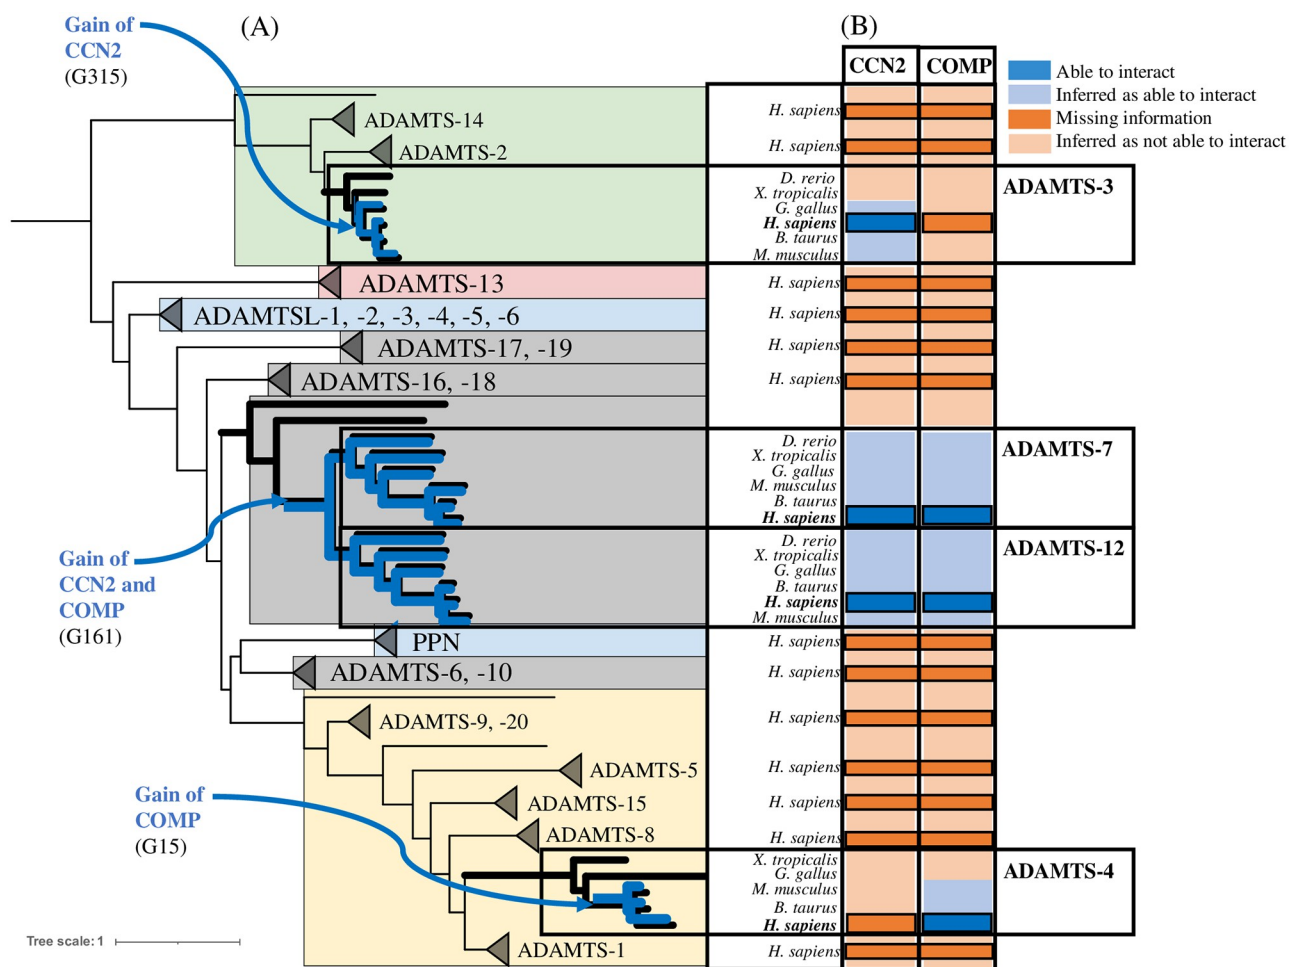 (A)
(B)
Gain of
CCN2
(G315)
CCN2
COMP
Able to interact
Inferred as able to interact
Missing information
Inferred as not able to interact
ADAMTS-14
H. sapiens
ADAMTS-2
H. sapiens
D. rerio
ADAMTS-3
X. tropicalis
G. gallus
H. sapiens
B. taurus
M. musculus
ADAMTS-13
H. sapiens
ADAMTSL-1, -2, -3, -4, -5, -6
H. sapiens
ADAMTS-17, -19
H. sapiens
ADAMTS-16, -18
H. sapiens
D. rerio
ADAMTS-7
X. tropicalis
G. gallus
M. musculus
B. taurus
H. sapiens
D. rerio
ADAMTS-12
X. tropicalis
G. gallus
B. taurus
H. sapiens
M. musculus
Gain of
CCN2 and
COMP
(G161)
PPN
H. sapiens
ADAMTS-6, -10
H. sapiens
ADAMTS-9, -20
H. sapiens
ADAMTS-5
H. sapiens
ADAMTS-15
H. sapiens
Gain of
COMP
(G15)
ADAMTS-8
H. sapiens
X. tropicalis
G. gallus
ADAMTS-4
M. musculus
B. taurus
H. sapiens
ADAMTS-1
H. sapiens
Tree scale: 1